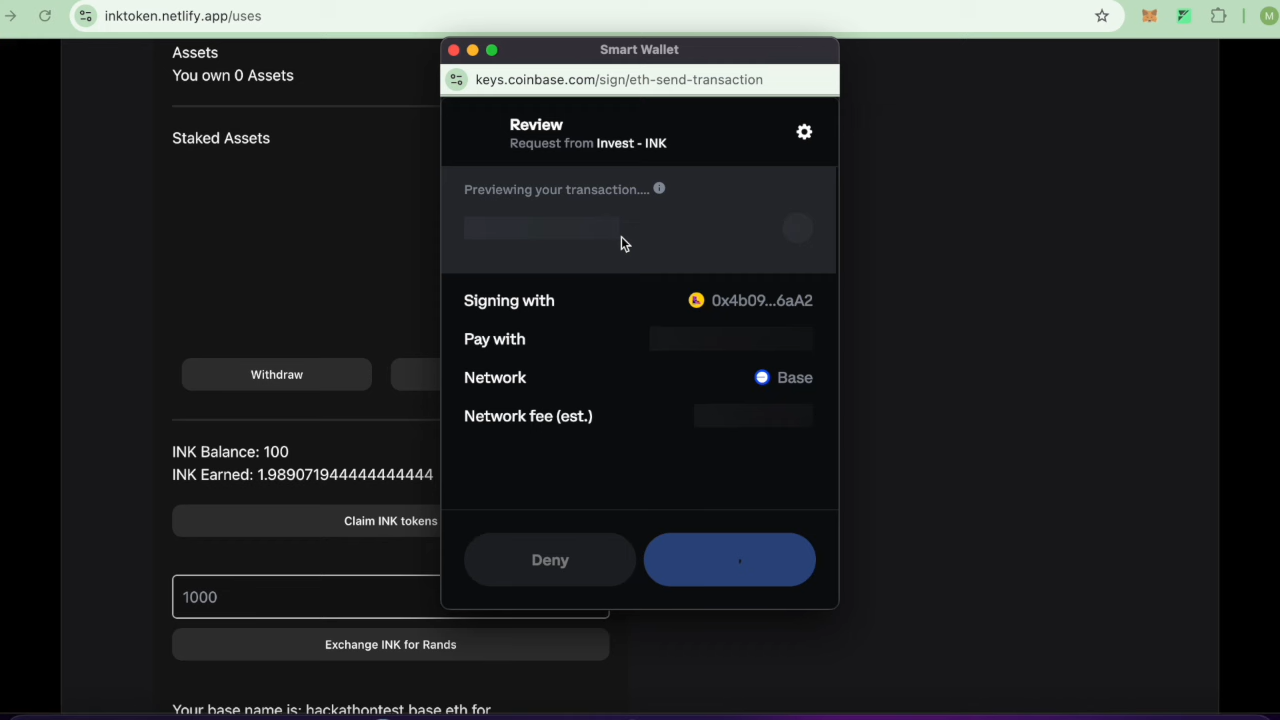 inktoken.netlify.app/uses
M
Assets
You own 0 Assets
Staked Assets
Withdraw
INK Balance: 100
INK Earned: 1.989071944444444444
Claim INK tokens
1000
Exchange INK for Rands
Your base name is: hackathontest.base.eth for
Smart Wallet
keys.coinbase.com/sign/eth-send-transaction
Review
Request from Invest - INK
Previewing your transaction....
Signing with 0x4b09...6aA2
Pay with
Network Base
Network fee (est.)
Deny